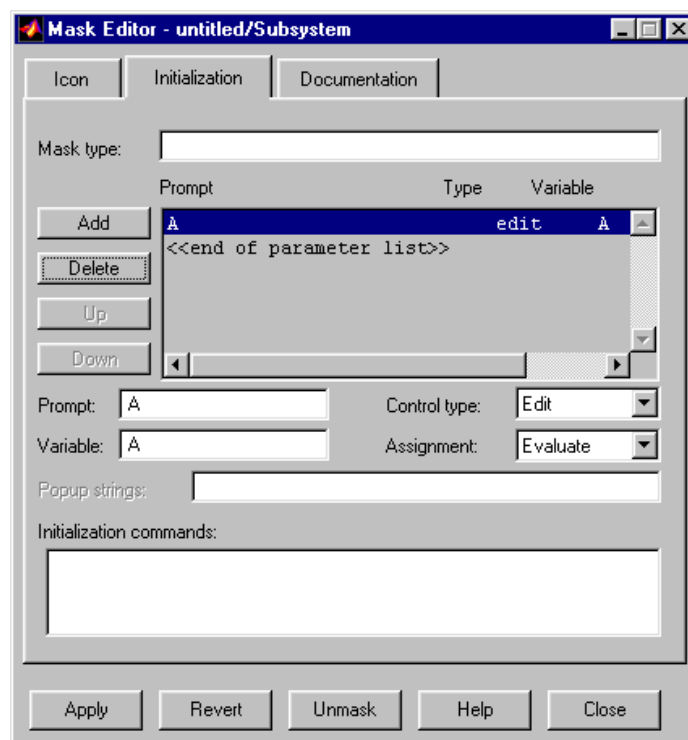 Mask Editor - untitled/Subsystem
Icon Initialization Documentation
Mask type:
Prompt Type Variable
Add
A edit A
<<end of parameter list>>
Delete
Up
Down
Prompt: A Control type: Edit
Variable: A Assignment: Evaluate
Popup strings:
Initialization commands:
Apply Revert Unmask Help Close